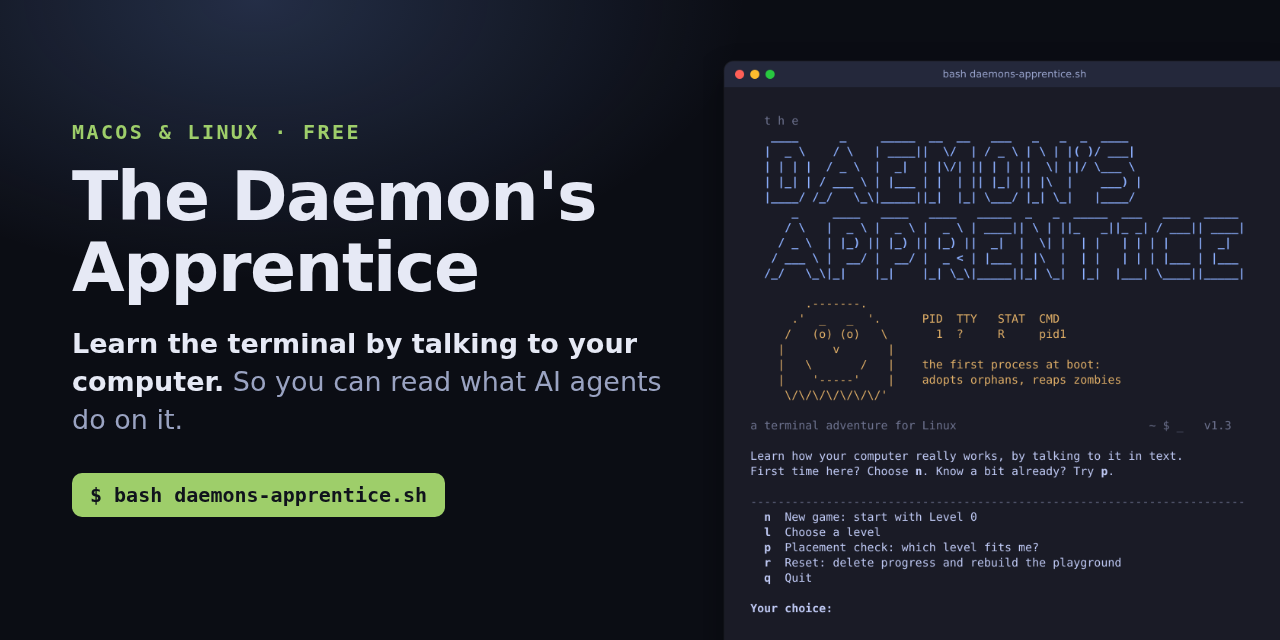 MACOS & LINUX · FREE
The Daemon's
Apprentice
Learn the terminal by talking to your
computer. So you can read what AI agents
do on it.
$ bash daemons-apprentice.sh
bash daemons-apprentice.sh
the
DAEMON'S
APPRENTICE
PID TTY STAT CMD
1 ? R pid1
the first process at boot:
adopts orphans, reaps zombies
a terminal adventure for Linux ~ $ _ v1.3
Learn how your computer really works, by talking to it in text.
First time here? Choose n. Know a bit already? Try p.
n New game: start with Level 0
l Choose a level
p Placement check: which level fits me?
r Reset: delete progress and rebuild the playground
q Quit
Your choice: